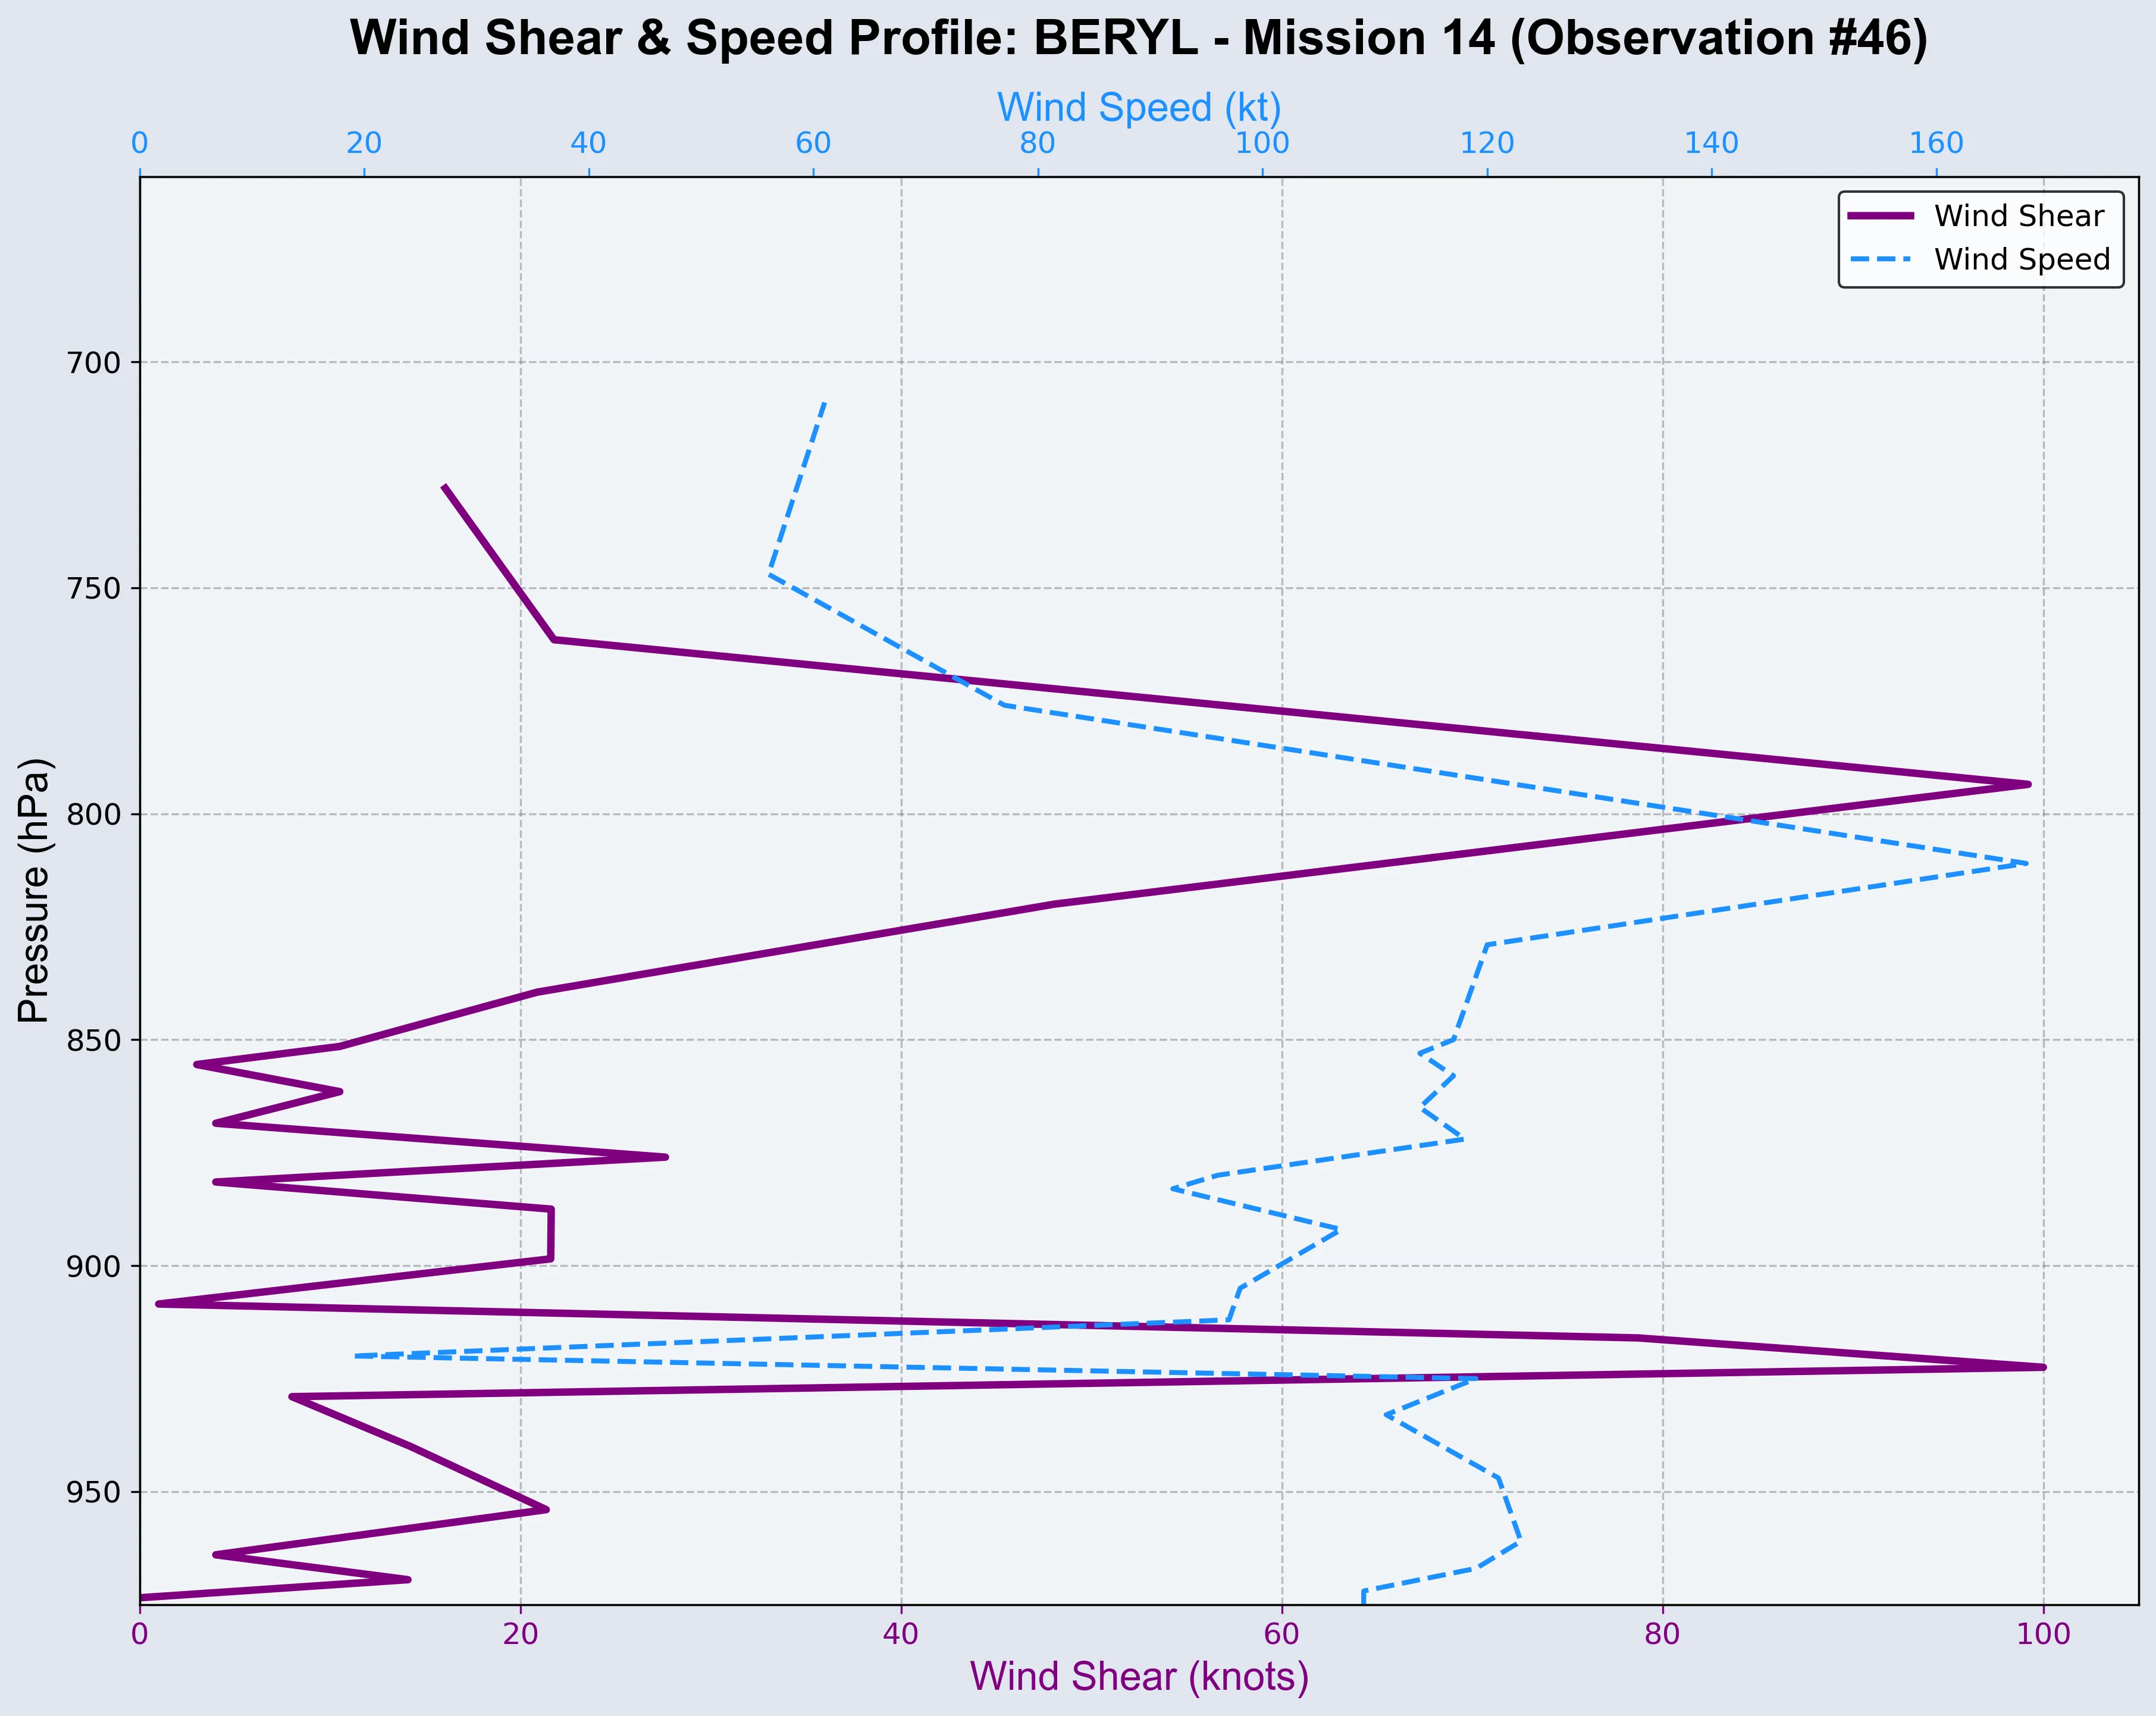 Wind Shear & Speed Profile: BERYL - Mission 14 (Observation #46)
Wind Speed (kt)
0 20 40 60 80 100 120 140 160
Wind Shear
Wind Speed
700
750
800
850
900
950
Pressure (hPa)
0 20 40 60 80 100
Wind Shear (knots)